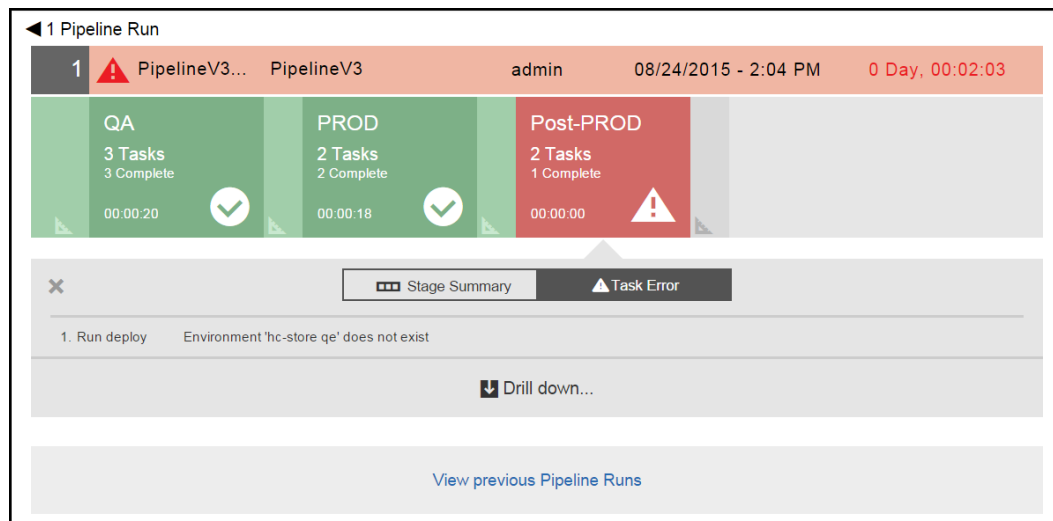 1 Pipeline Run
1 PipelineV3... PipelineV3 admin 08/24/2015 - 2:04 PM 0 Day, 00:02:03
QA PROD Post-PROD
3 Tasks 2 Tasks 2 Tasks
3 Complete 2 Complete 1 Complete
00:00:20 00:00:18 00:00:00
Stage Summary Task Error
1. Run deploy Environment 'hc-store qe' does not exist
Drill down...
View previous Pipeline Runs